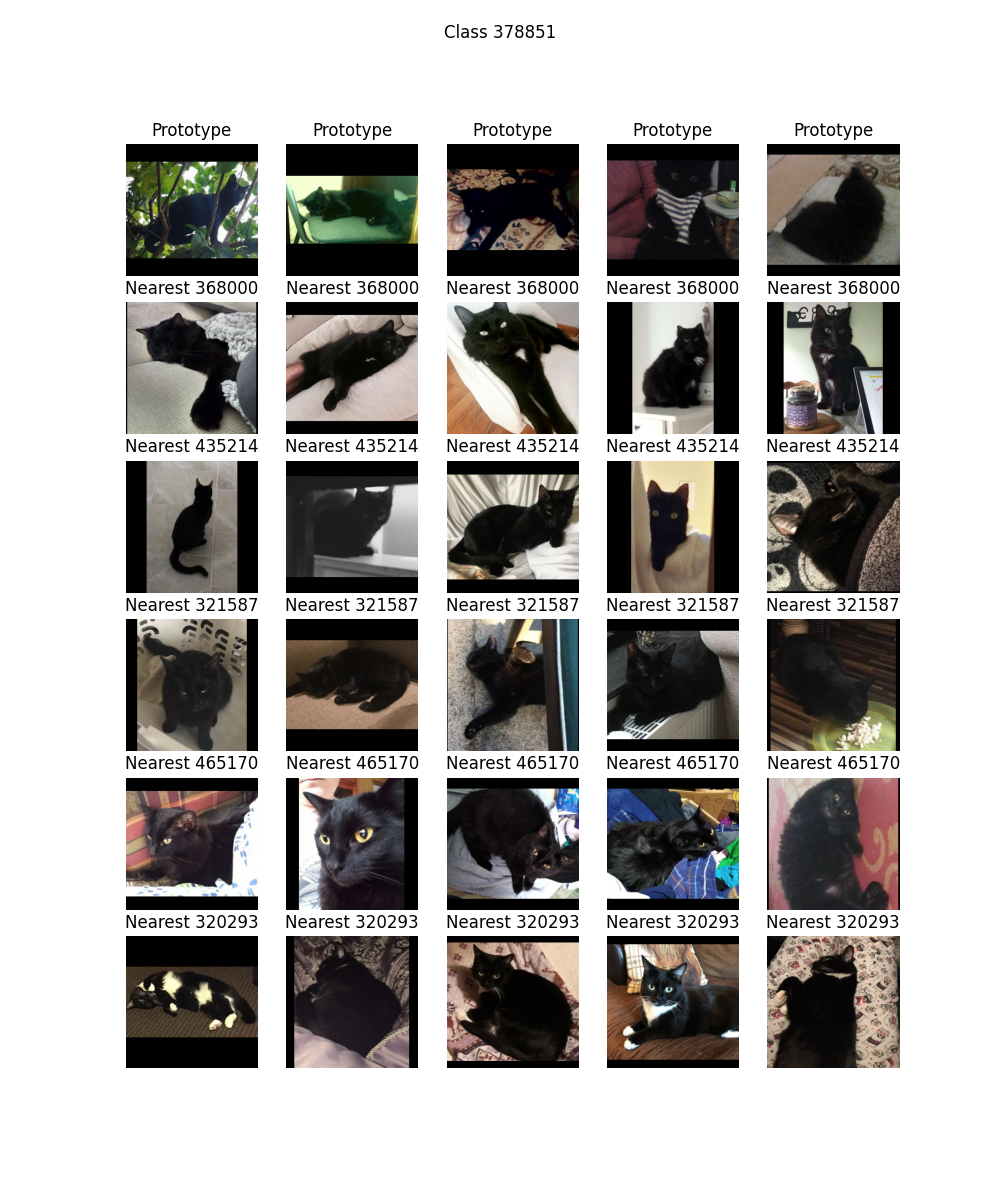 Class 378851
Prototype Prototype Prototype Prototype Prototype
Nearest 368000 Nearest 368000 Nearest 368000 Nearest 368000 Nearest 368000
Nearest 435214 Nearest 435214 Nearest 435214 Nearest 435214 Nearest 435214
Nearest 321587 Nearest 321587 Nearest 321587 Nearest 321587 Nearest 321587
Nearest 465170 Nearest 465170 Nearest 465170 Nearest 465170 Nearest 465170
Nearest 320293 Nearest 320293 Nearest 320293 Nearest 320293 Nearest 320293